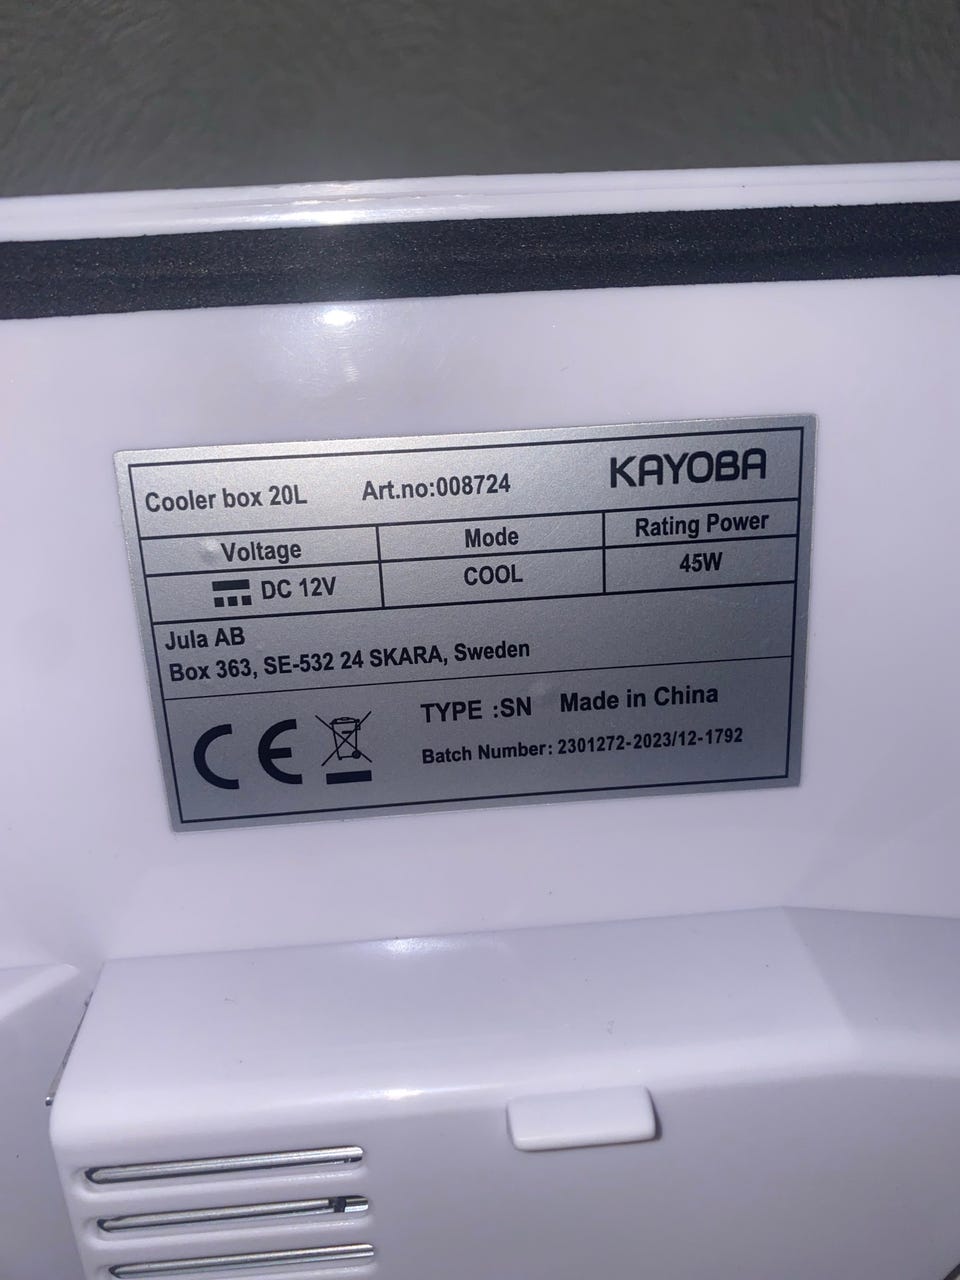 Cooler box 20L Art.no:008724 KAYOBA
Voltage Mode Rating Power
DC 12V COOL 45W
Jula AB
Box 363, SE-532 24 SKARA, Sweden
CE TYPE :SN Made in China
Batch Number: 2301272-2023/12-1792